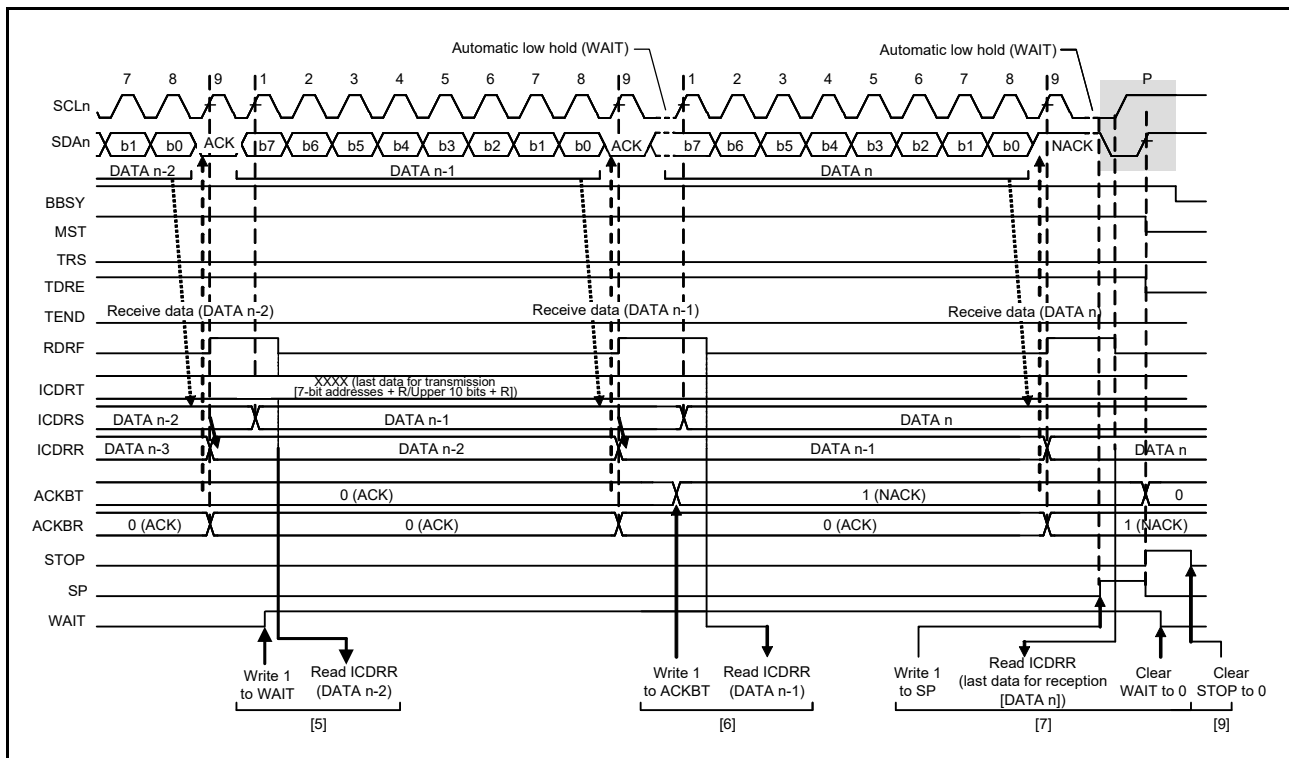 Automatic low hold (WAIT)
Automatic low hold (WAIT)
7 8 9 1 2 3 4 5 6 7 8 9 1 2 3 4 5 6 7 8 9 P
SCLn
SDAn b1 b0 ACK b7 b6 b5 b4 b3 b2 b1 b0 ACK b7 b6 b5 b4 b3 b2 b1 b0 NACK
DATA n-2 DATA n-1 DATA n
BBSY
MST
TRS
TDRE
Receive data (DATA n-2) Receive data (DATA n-1) Receive data (DATA n)
TEND
RDRF
XXXX (last data for transmission
ICDRT
[7-bit addresses + R/Upper 10 bits + R])
ICDRS DATA n-2 DATA n-1 DATA n
ICDRR DATA n-3 DATA n-2 DATA n-1 DATA n
ACKBT 0 (ACK) 1 (NACK) 0
ACKBR 0 (ACK) 0 (ACK) 0 (ACK) 1 (NACK)
STOP
SP
WAIT
Write 1
to WAIT
Read ICDRR
(DATA n-2)
Write 1
to ACKBT
Read ICDRR
(DATA n-1)
Write 1
to SP
Read ICDRR
(last data for reception
[DATA n])
Clear
WAIT to 0
Clear
STOP to 0
[5] [6] [7] [9]